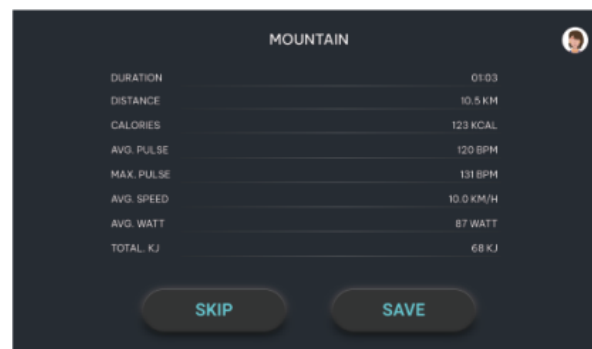 MOUNTAIN
DURATION 01:03
DISTANCE 10.5 KM
CALORIES 123 KCAL
AVG. PULSE 120 BPM
MAX. PULSE 131 BPM
AVG. SPEED 10.0 KM/H
AVG. WATT 87 WATT
TOTAL. KJ 68 KJ
SKIP SAVE